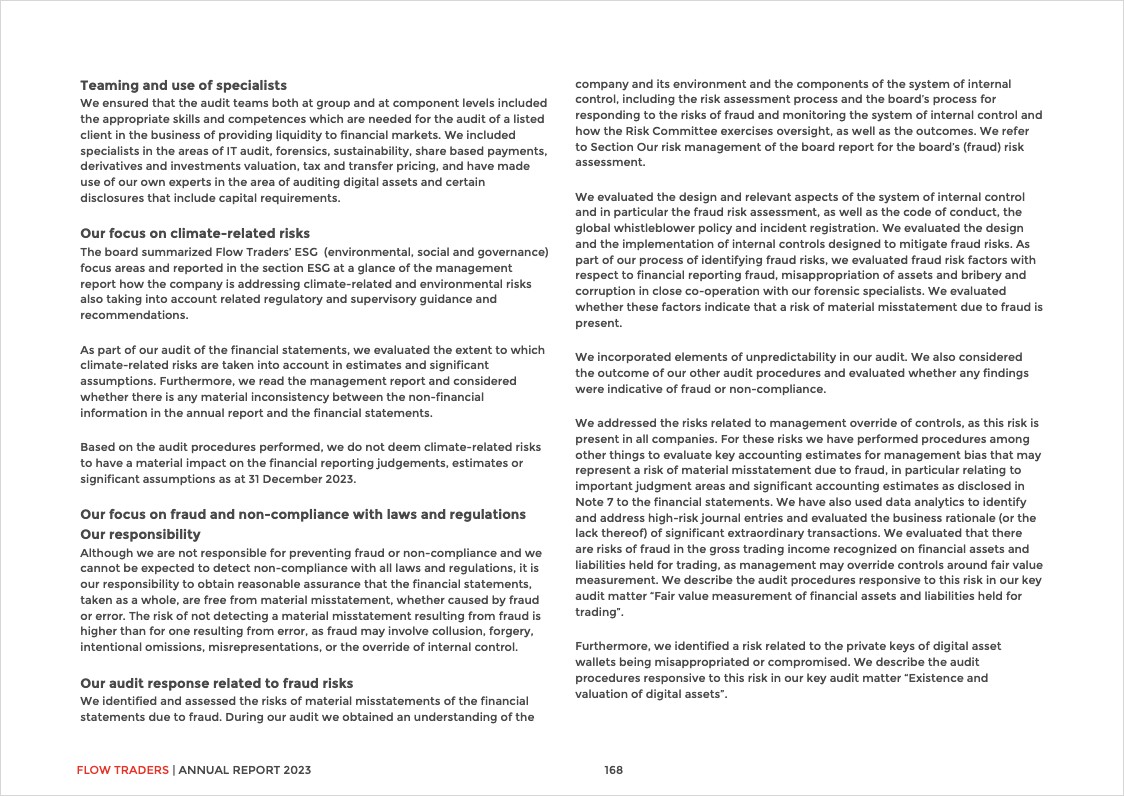 Teaming and use of specialists
We ensured that the audit teams both at group and at component levels included
the appropriate skills and competences which are needed for the audit of a listed
client in the business of providing liquidity to financial markets. We included
specialists in the areas of IT audit, forensics, sustainability, share based payments,
derivatives and investments valuation, tax and transfer pricing, and have made
use of our own experts in the area of auditing digital assets and certain
disclosures that include capital requirements.
Our focus on climate-related risks
The board summarized Flow Traders' ESG  (environmental, social and governance)
focus areas and reported in the section ESG at a glance of the management
report how the company is addressing climate-related and environmental risks
also taking into account related regulatory and supervisory guidance and
recommendations.
As part of our audit of the financial statements, we evaluated the extent to which
climate-related risks are taken into account in estimates and significant
assumptions. Furthermore, we read the management report and considered
whether there is any material inconsistency between the non-financial
information in the annual report and the financial statements.
Based on the audit procedures performed, we do not deem climate-related risks
to have a material impact on the financial reporting judgements, estimates or
significant assumptions as at 31 December 2023.
Our focus on fraud and non-compliance with laws and regulations
Our responsibility
Although we are not responsible for preventing fraud or non-compliance and we
cannot be expected to detect non-compliance with all laws and regulations, it is
our responsibility to obtain reasonable assurance that the financial statements,
taken as a whole, are free from material misstatement, whether caused by fraud
or error. The risk of not detecting a material misstatement resulting from fraud is
higher than for one resulting from error, as fraud may involve collusion, forgery,
intentional omissions, misrepresentations, or the override of internal control.
Our audit response related to fraud risks
We identified and assessed the risks of material misstatements of the financial
statements due to fraud. During our audit we obtained an understanding of the
company and its environment and the components of the system of internal
control, including the risk assessment process and the board's process for
responding to the risks of fraud and monitoring the system of internal control and
how the Risk Committee exercises oversight, as well as the outcomes. We refer
to Section Our risk management of the board report for the board's (fraud) risk
assessment.
We evaluated the design and relevant aspects of the system of internal control
and in particular the fraud risk assessment, as well as the code of conduct, the
global whistleblower policy and incident registration. We evaluated the design
and the implementation of internal controls designed to mitigate fraud risks. As
part of our process of identifying fraud risks, we evaluated fraud risk factors with
respect to financial reporting fraud, misappropriation of assets and bribery and
corruption in close co-operation with our forensic specialists. We evaluated
whether these factors indicate that a risk of material misstatement due to fraud is
present.
We incorporated elements of unpredictability in our audit. We also considered
the outcome of our other audit procedures and evaluated whether any findings
were indicative of fraud or non-compliance.
We addressed the risks related to management override of controls, as this risk is
present in all companies. For these risks we have performed procedures among
other things to evaluate key accounting estimates for management bias that may
represent a risk of material misstatement due to fraud, in particular relating to
important judgment areas and significant accounting estimates as disclosed in
Note 7 to the financial statements. We have also used data analytics to identify
and address high-risk journal entries and evaluated the business rationale (or the
lack thereof) of significant extraordinary transactions. We evaluated that there
are risks of fraud in the gross trading income recognized on financial assets and
liabilities held for trading, as management may override controls around fair value
measurement. We describe the audit procedures responsive to this risk in our key
audit matter "Fair value measurement of financial assets and liabilities held for
trading".
Furthermore, we identified a risk related to the private keys of digital asset
wallets being misappropriated or compromised. We describe the audit
procedures responsive to this risk in our key audit matter "Existence and
valuation of digital assets".
FLOW TRADERS | ANNUAL REPORT 2023
168